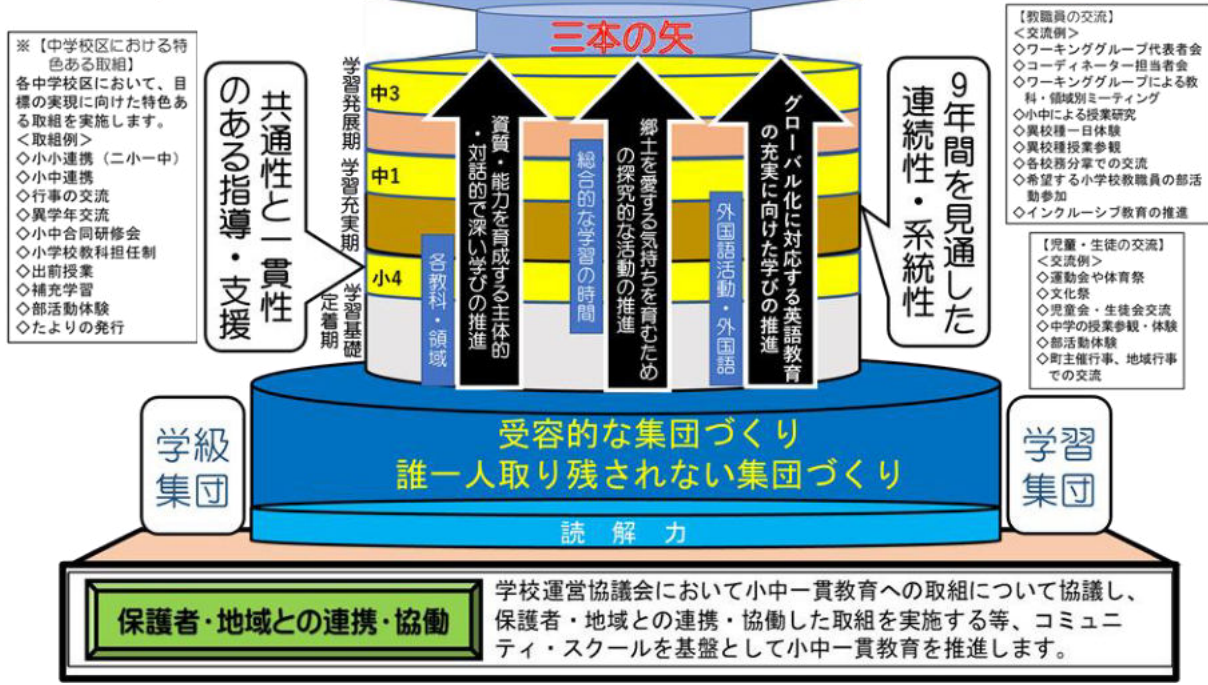 三本の矢
※【中学校区における特
色ある取組】
各中学校区において、目
標の実現に向けた特色あ
る取組を実施します。
<取組例>
◇小小連携(二小一中)
◇小中連携
◇行事の交流
◇異学年交流
◇小中合同研修会
◇小学校教科担任制
◇出前授業
◇補充学習
◇部活動体験
◇たよりの発行
共通性と一貫性
のある指導・支援
学習発展期
学習充実期
学習基礎
定着期
中3
中1
小4
各教科・領域
資質・能力を育成する主体的
・対話的で深い学びの推進
総合的な学習の時間
郷土を愛する気持ちを育むため
の探究的な活動の推進
外国語活動・外国語
グローバル化に対応する英語教育
の充実に向けた学びの推進
9年間を見通した
連続性・系統性
【教職員の交流】
<交流例>
◇ワーキンググループ代表者会
◇コーディネーター担当者会
◇ワーキンググループによる教
科・領域別ミーティング
◇小中による授業研究
◇異校種一日体験
◇異校種授業参観
◇各校務分掌での交流
◇希望する小学校教職員の部活
動参加
◇インクルーシブ教育の推進
【児童・生徒の交流】
<交流例>
◇運動会や体育祭
◇文化祭
◇児童会・生徒会交流
◇中学の授業参観・体験
◇部活動体験
◇町主催行事、地域行事
での交流
学級
集団
受容的な集団づくり
誰一人取り残されない集団づくり
学習
集団
読解力
保護者・地域との連携・協働
学校運営協議会において小中一貫教育への取組について協議し、
保護者・地域との連携・協働した取組を実施する等、コミュニ
ティ・スクールを基盤として小中一貫教育を推進します。